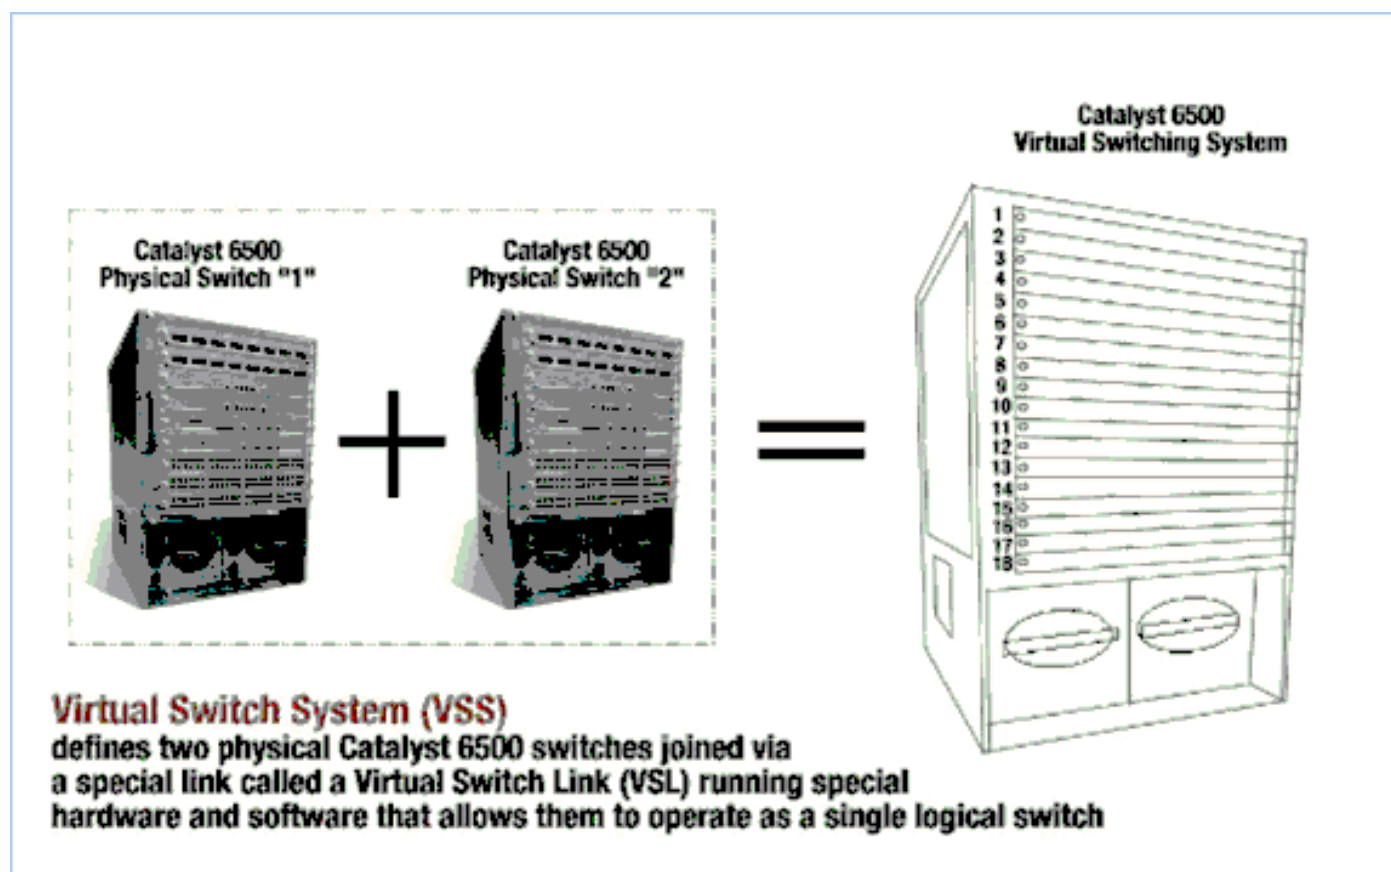 Catalyst 6500
Virtual Switching System
Catalyst 6500
Physical Switch "1"
Catalyst 6500
Physical Switch "2"
1
2
3
4
5
6
7
8
9
10
11
12
13
14
15
16
17
18
Virtual Switch System (VSS)
defines two physical Catalyst 6500 switches joined via
a special link called a Virtual Switch Link (VSL) running special
hardware and software that allows them to operate as a single logical switch